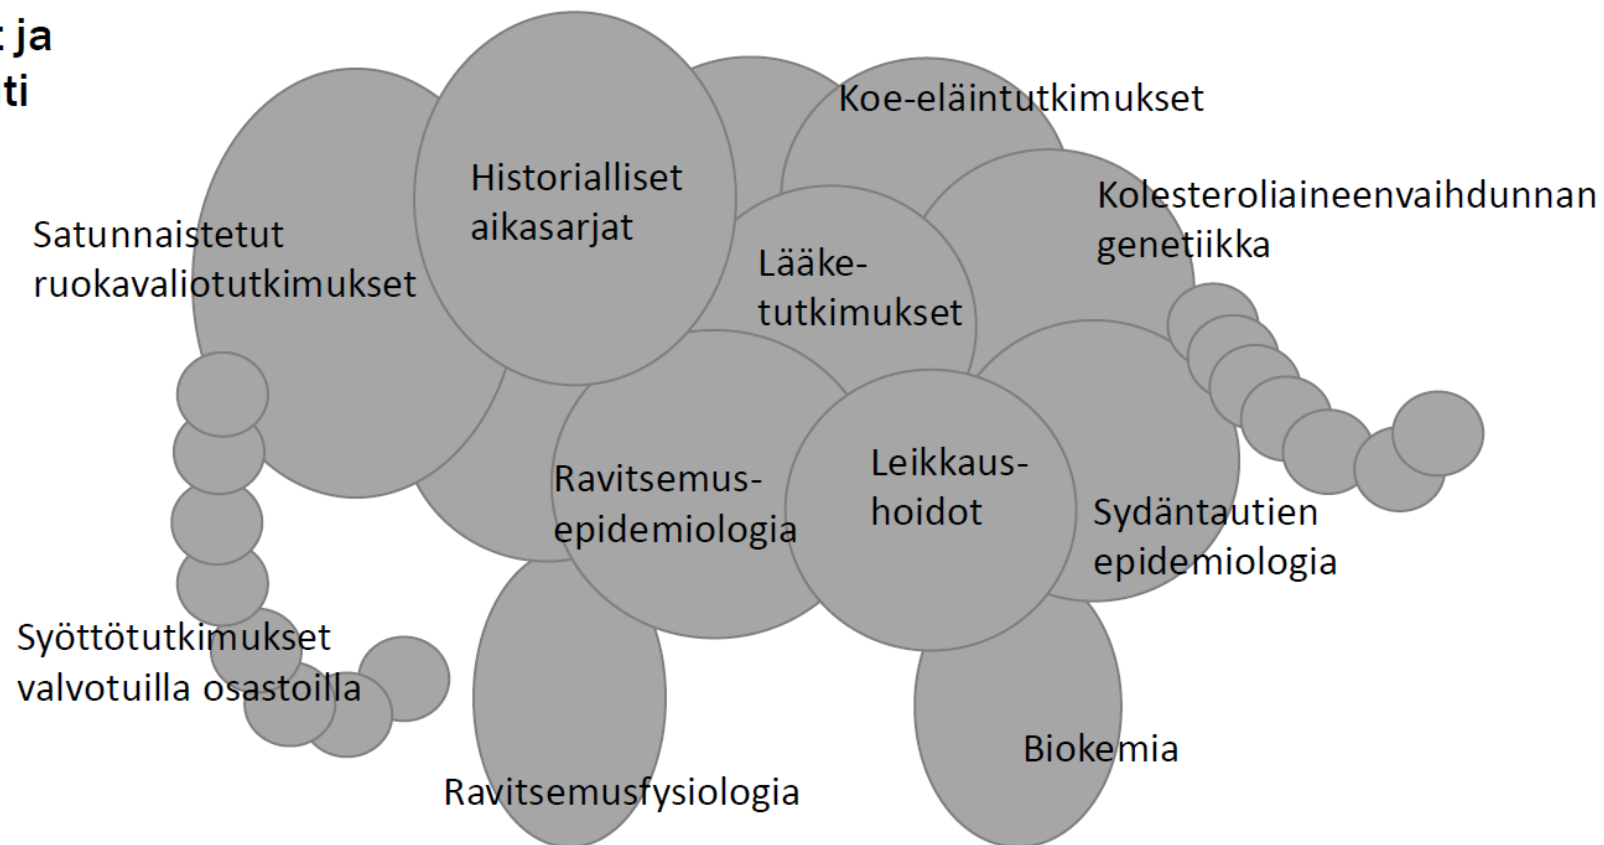 ja
ti
Koe-eläintutkimukset
Historialliset
aikasarjat
Kolesteroliaineenvaihdunnan
genetiikka
Satunnaistetut
ruokavaliotutkimukset
Lääke-
tutkimukset
Ravitsemus-
epidemiologia
Leikkaus-
hoidot
Sydäntautien
epidemiologia
Syöttötutkimukset
valvotuilla osastoilla
Biokemia
Ravitsemusfysiologia